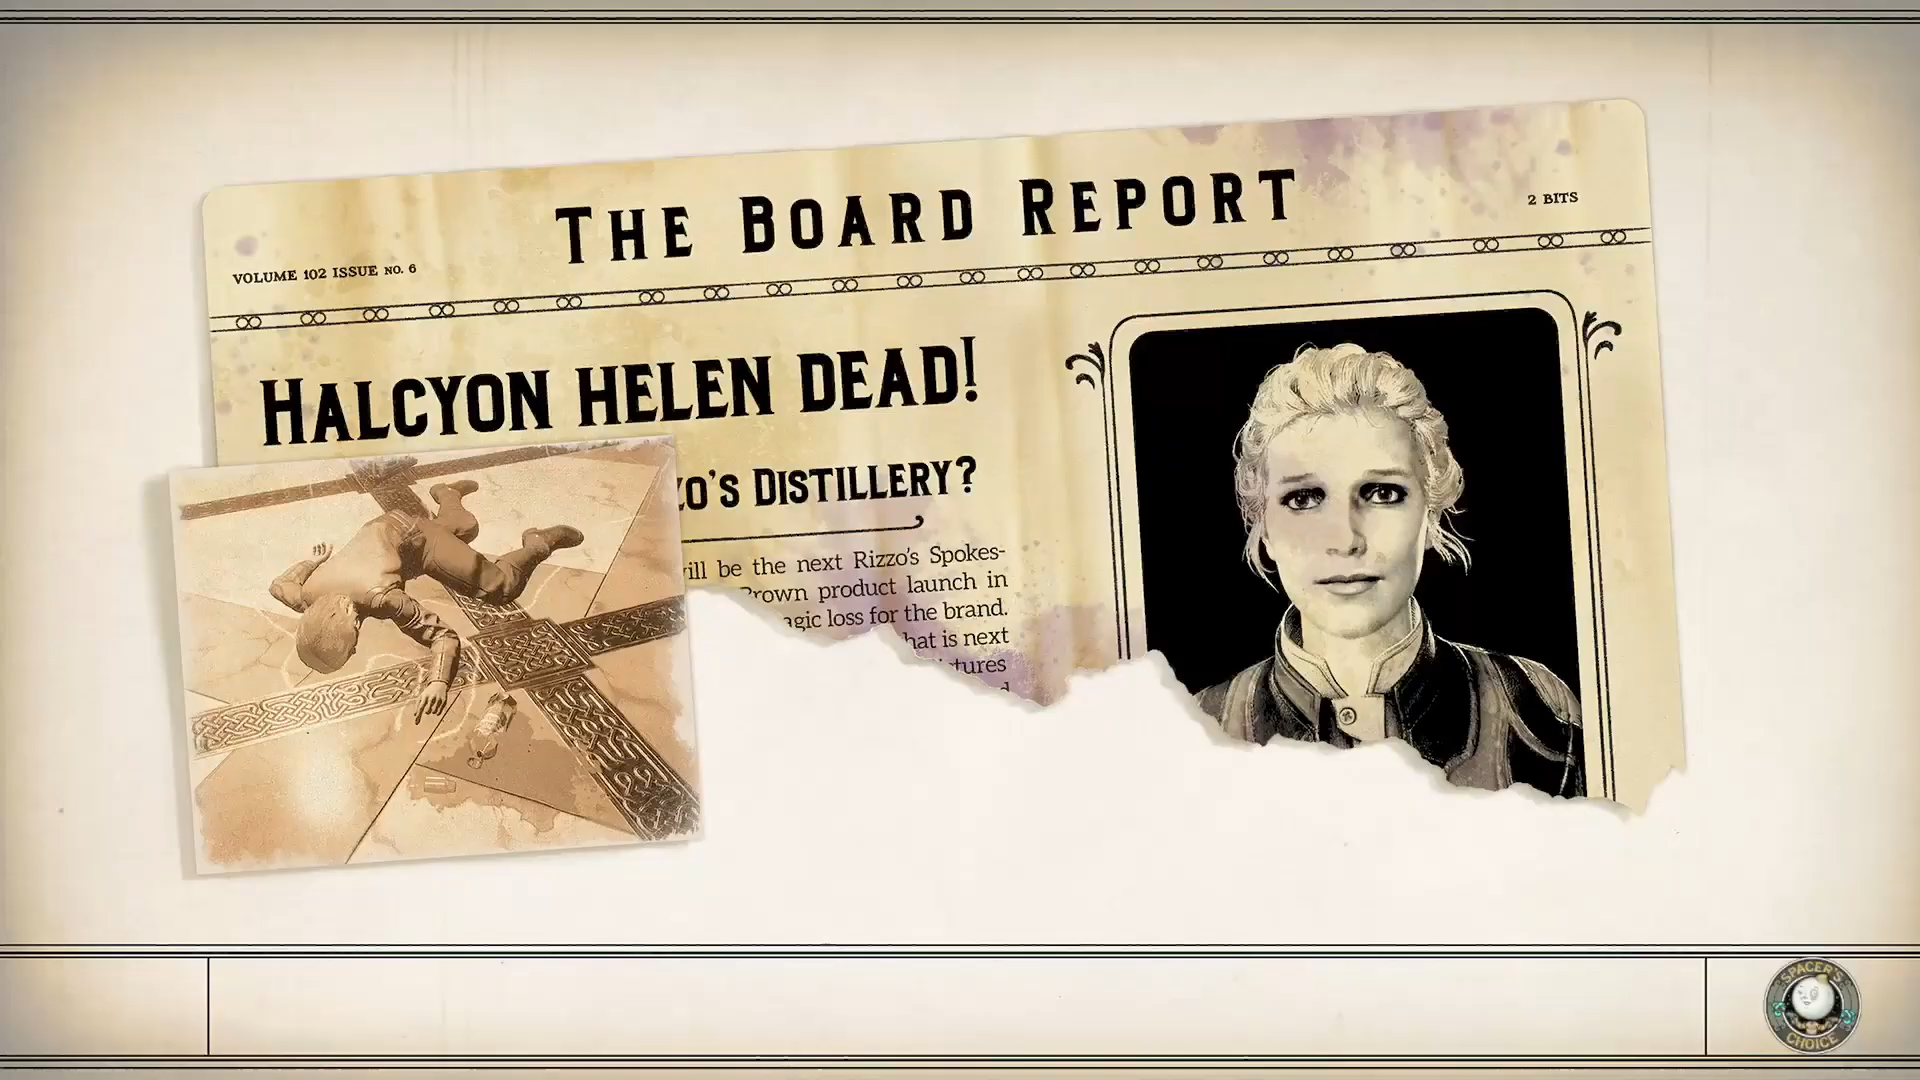 THE BOARD REPORT
2 BITS
VOLUME 102 ISSUE NO. 6
HALCYON HELEN DEAD!
ZO'S DISTILLERY?
ill be the next Rizzo's Spokes-
Brown product launch in
agic loss for the brand.
hat is next
tures
d
SPACER'S
CHOICE